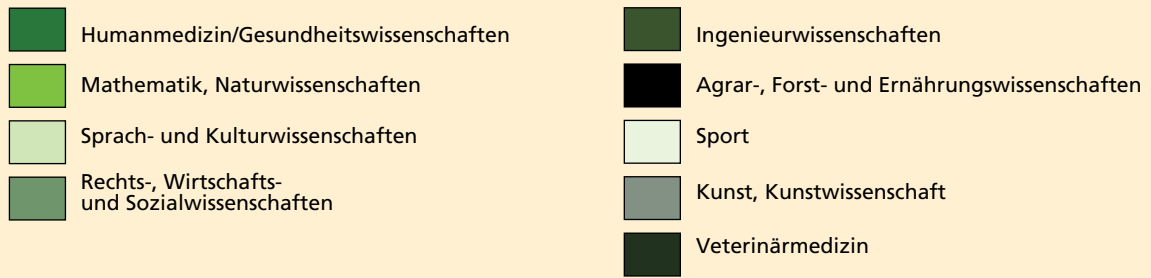 Humanmedizin/Gesundheitswissenschaften
Mathematik, Naturwissenschaften
Sprach- und Kulturwissenschaften
Rechts-, Wirtschafts-
und Sozialwissenschaften
Ingenieurwissenschaften
Agrar-, Forst- und Ernährungswissenschaften
Sport
Kunst, Kunstwissenschaft
Veterinärmedizin